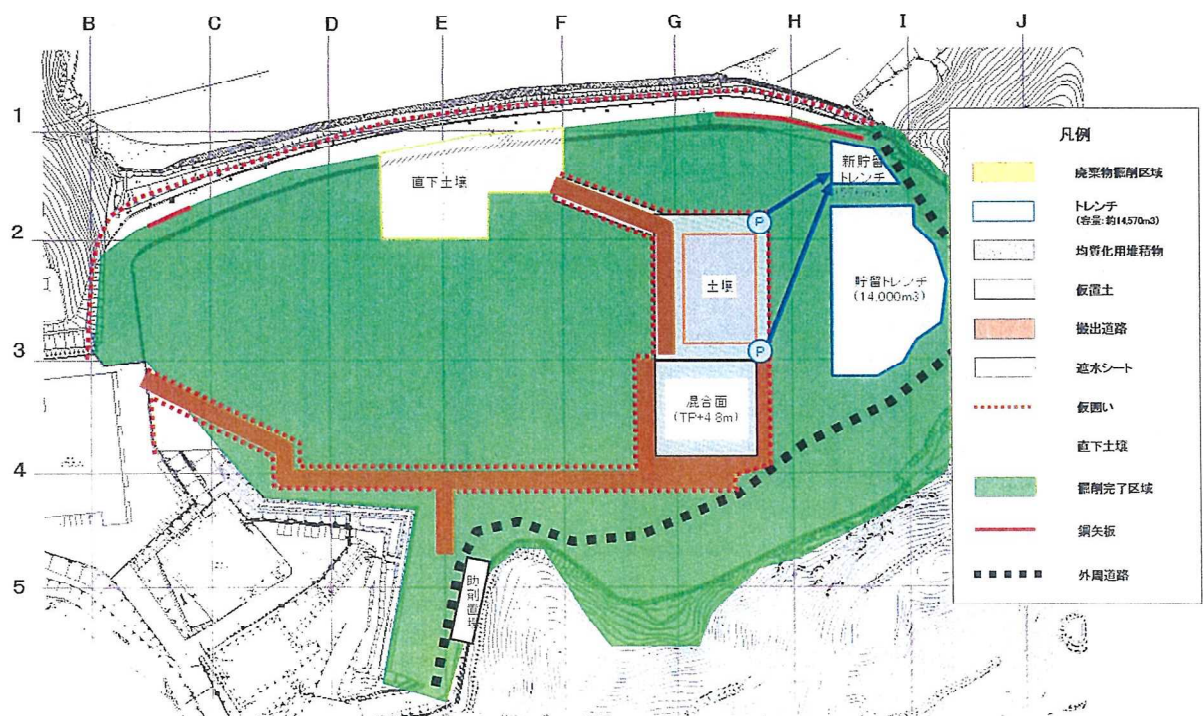 B C D E F G H I J
1
2
3
4
5
直下土壌
新貯留
トレンチ
P
土壌
貯留トレンチ
(14,000m3)
P
混合面
(TP+4.8m)
助剤置場
凡例
廃棄物掘削区域
トレンチ
(容量:約14,570m3)
均質化用堆積物
仮置土
搬出道路
遮水シート
仮囲い
直下土壌
掘削完了区域
鋼矢板
外周道路